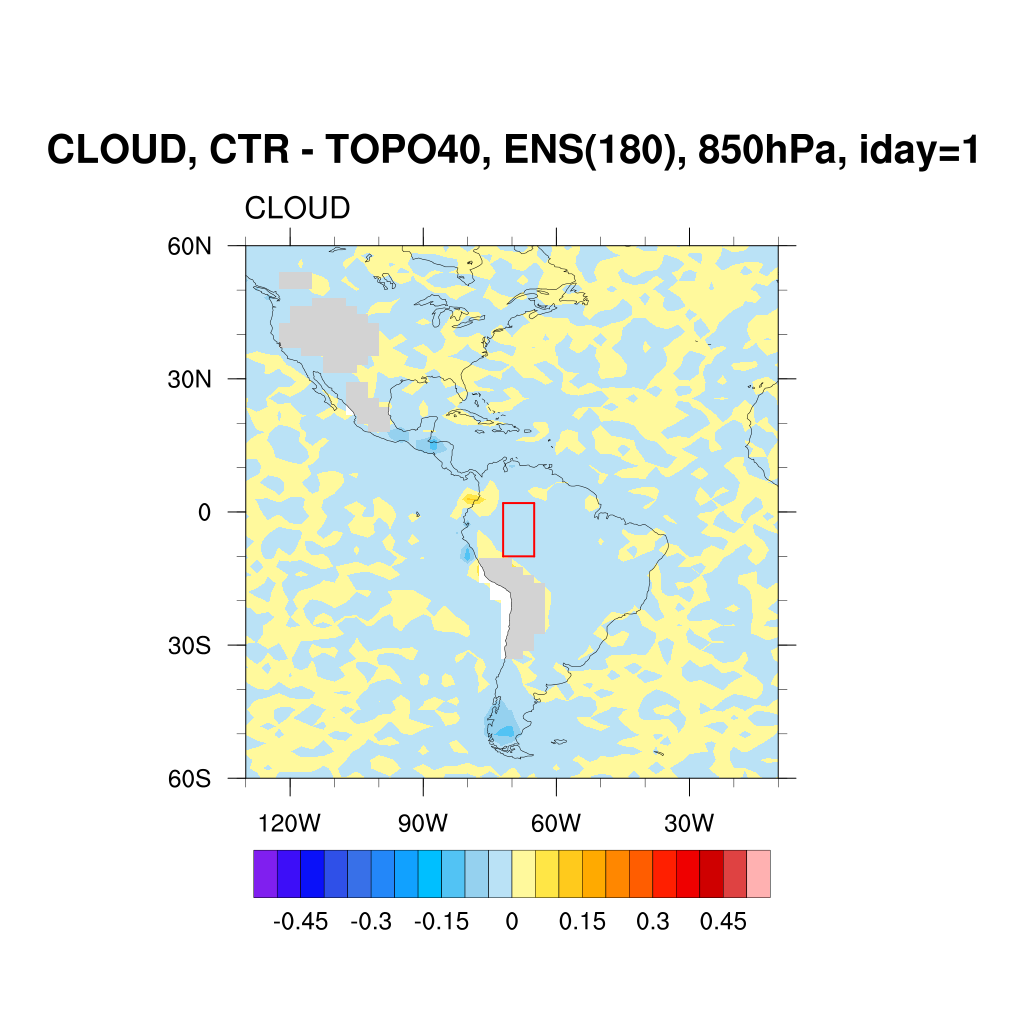 CLOUD, CTR - TOPO40, ENS(180), 850hPa, iday=1
CLOUD
60N
30N
0
30S
60S
120W 90W 60W 30W
-0.45 -0.3 -0.15 0 0.15 0.3 0.45